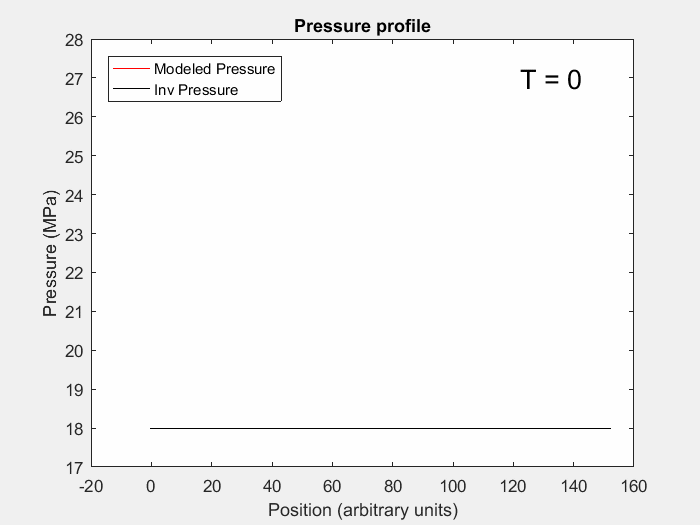 Pressure profile
28
27
26
25
24
23
22
21
20
19
18
17
Pressure (MPa)
Modeled Pressure
Inv Pressure
T = 0
-20 0 20 40 60 80 100 120 140 160
Position (arbitrary units)